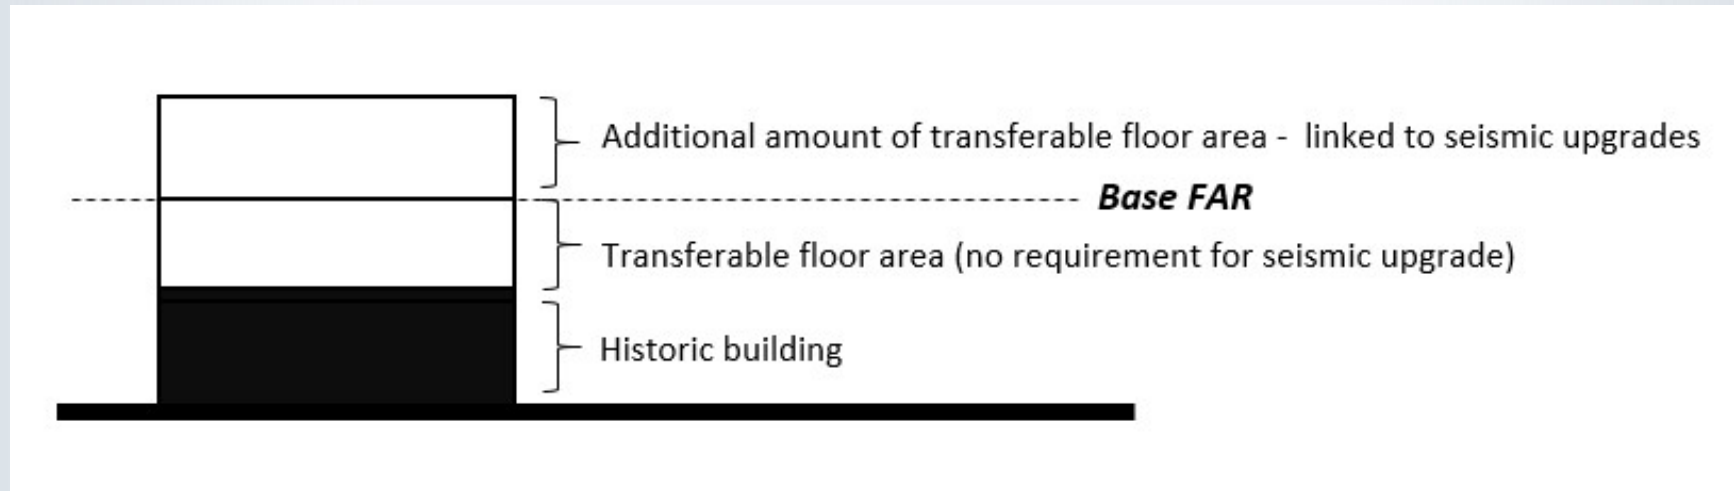 Additional amount of transferable floor area -  linked to seismic upgrades
Base FAR
Transferable floor area (no requirement for seismic upgrade)
Historic building